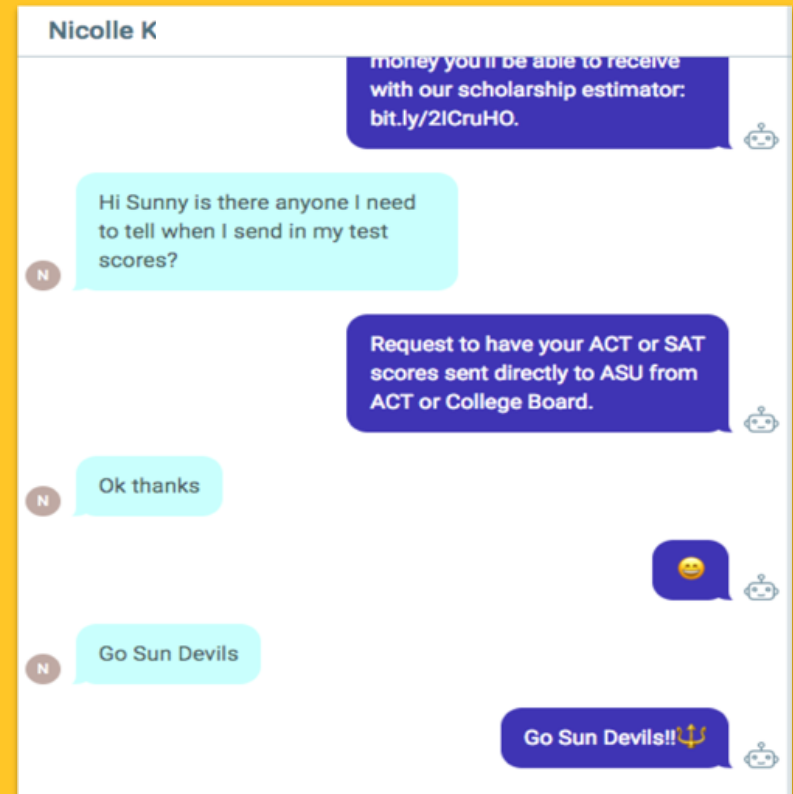 Nicolle K
money you'll be able to receive
with our scholarship estimator:
bit.ly/2ICruHO.
Hi Sunny is there anyone I need
to tell when I send in my test
scores?
N
Request to have your ACT or SAT
scores sent directly to ASU from
ACT or College Board.
Ok thanks
N
😄
Go Sun Devils
N
Go Sun Devils!!🔱